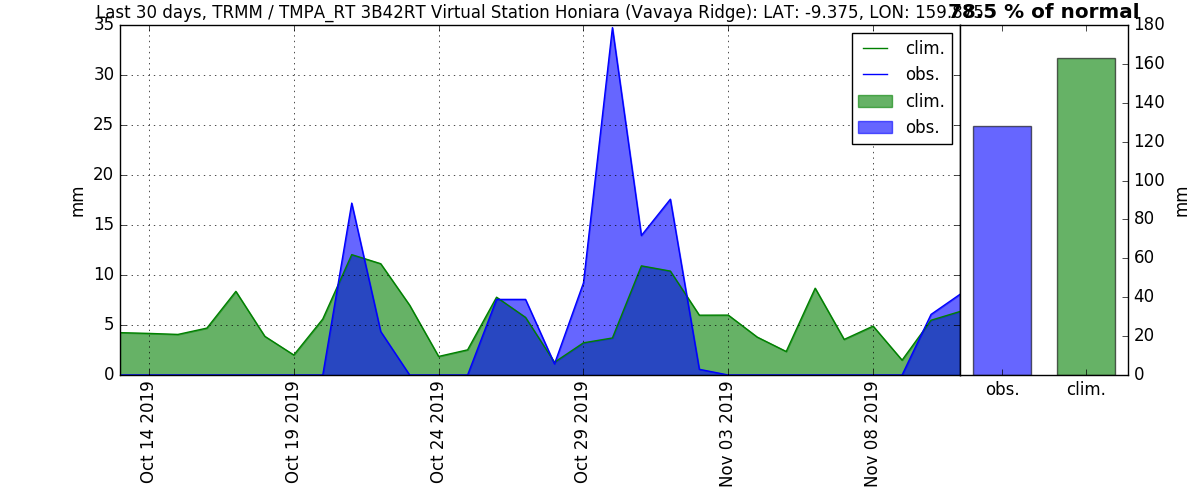 Last 30 days, TRMM / TMPA_RT 3B42RT Virtual Station Honiara (Vavaya Ridge): LAT: -9.375, LON:
78.5 % of normal
35
30
25
20
15
10
5
0
mm
clim.
obs.
clim.
obs.
180
160
140
120
100
80
60
40
20
0
mm
obs. clim.
Oct 14 2019
Oct 19 2019
Oct 24 2019
Oct 29 2019
Nov 03 2019
Nov 08 2019